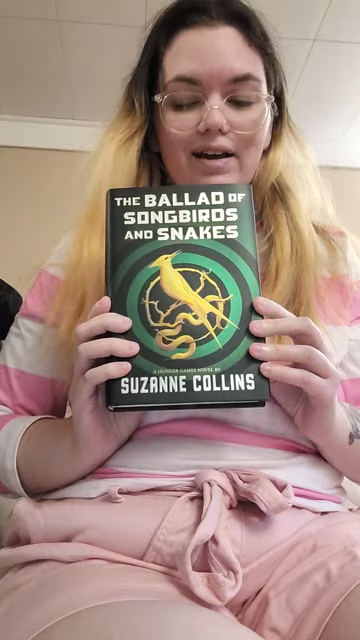 THE BALLAD OF
SONGBIRDS
AND SNAKES
A HUNGER GAMES NOVEL BY
SUZANNE COLLINS